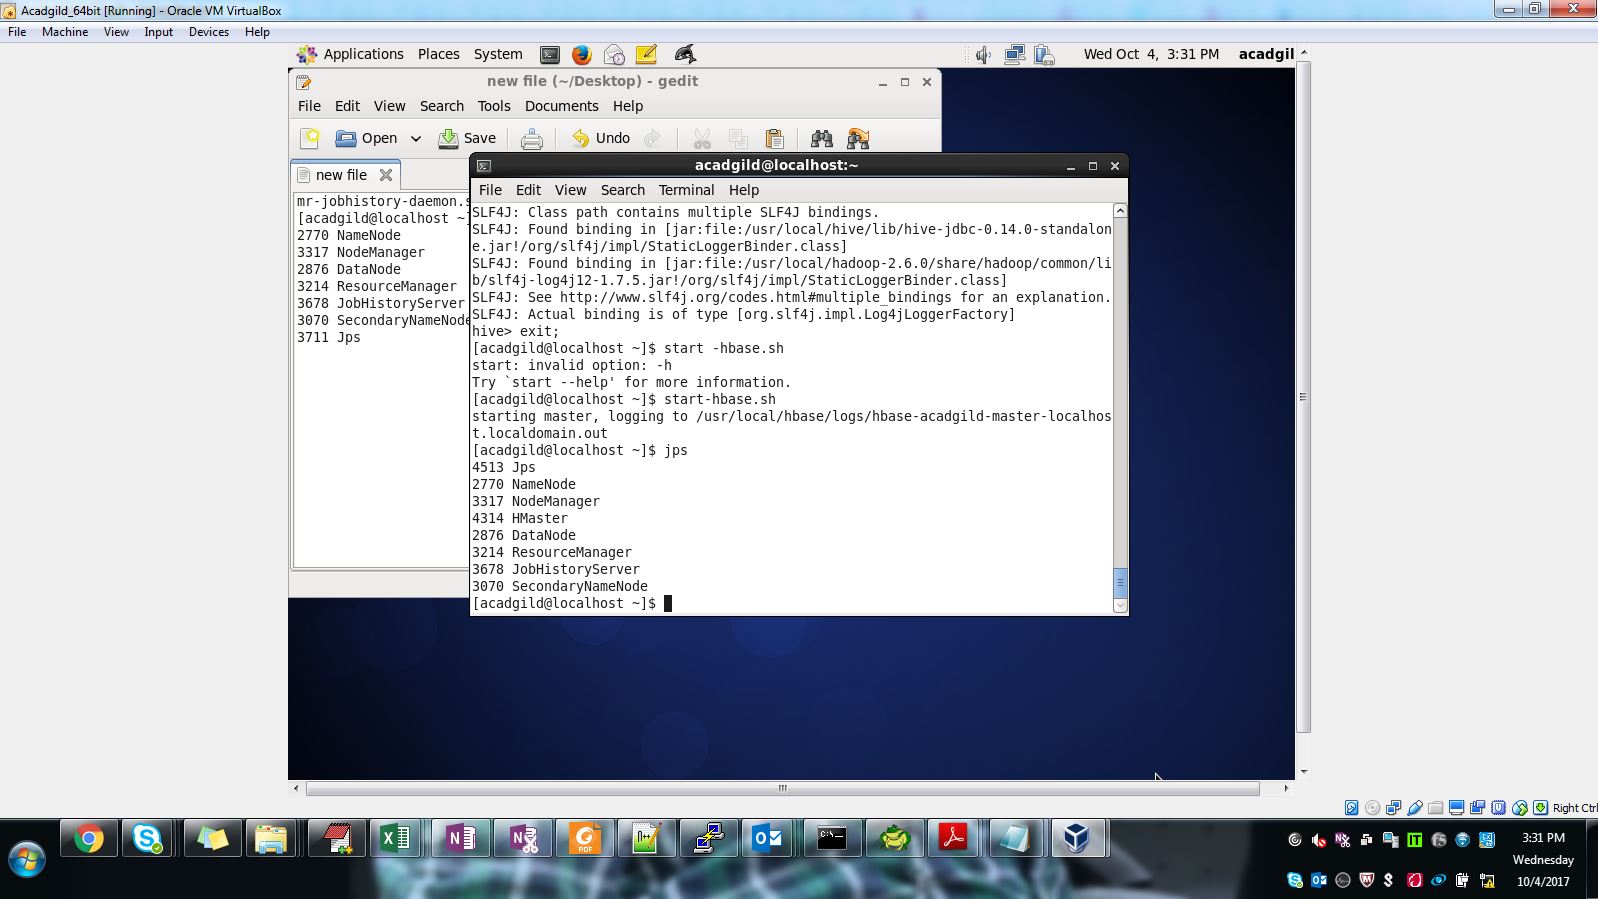 Acadgild_64bit [Running] - Oracle VM VirtualBox
File Machine View Input Devices Help
Applications Places System Wed Oct 4, 3:31 PM acadgil
new file (~/Desktop) - gedit
File Edit View Search Tools Documents Help
Open Save Undo
new file
mr-jobhistory-daemon.s
[acadgild@localhost ~
2770 NameNode
3317 NodeManager
2876 DataNode
3214 ResourceManager
3678 JobHistoryServer
3070 SecondaryNameNode
3711 Jps
acadgild@localhost:~
File Edit View Search Terminal Help
SLF4J: Class path contains multiple SLF4J bindings.
SLF4J: Found binding in [jar:file:/usr/local/hive/lib/hive-jdbc-0.14.0-standalon
e.jar!/org/slf4j/impl/StaticLoggerBinder.class]
SLF4J: Found binding in [jar:file:/usr/local/hadoop-2.6.0/share/hadoop/common/li
b/slf4j-log4j12-1.7.5.jar!/org/slf4j/impl/StaticLoggerBinder.class]
SLF4J: See http://www.slf4j.org/codes.html#multiple_bindings for an explanation.
SLF4J: Actual binding is of type [org.slf4j.impl.Log4jLoggerFactory]
hive> exit;
[acadgild@localhost ~]$ start -hbase.sh
start: invalid option: -h
Try `start --help' for more information.
[acadgild@localhost ~]$ start-hbase.sh
starting master, logging to /usr/local/hbase/logs/hbase-acadgild-master-localhos
t.localdomain.out
[acadgild@localhost ~]$ jps
4513 Jps
2770 NameNode
3317 NodeManager
4314 HMaster
2876 DataNode
3214 ResourceManager
3678 JobHistoryServer
3070 SecondaryNameNode
[acadgild@localhost ~]$
Right Ctrl
3:31 PM
Wednesday
10/4/2017